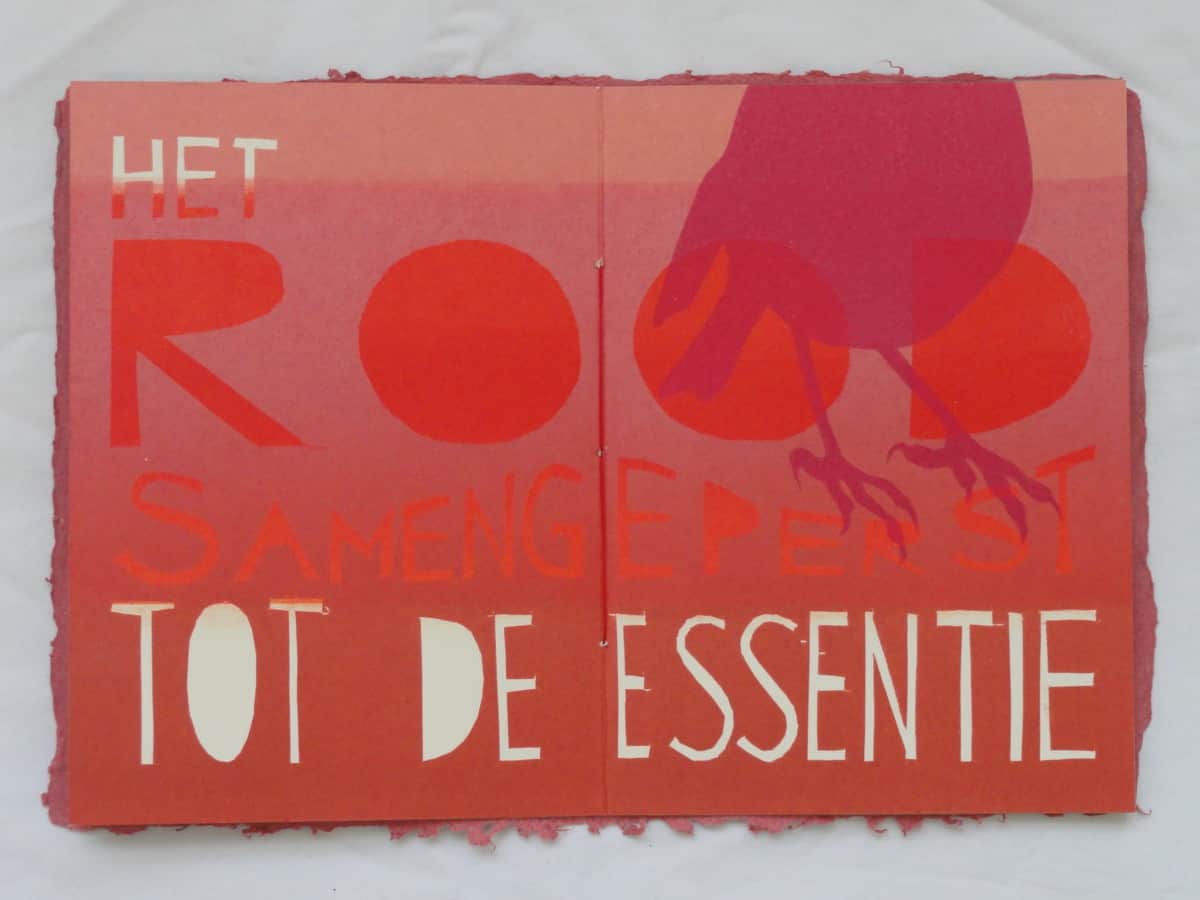 HET
ROOD
SAMENGEPERST
TOT DE ESSENTIE